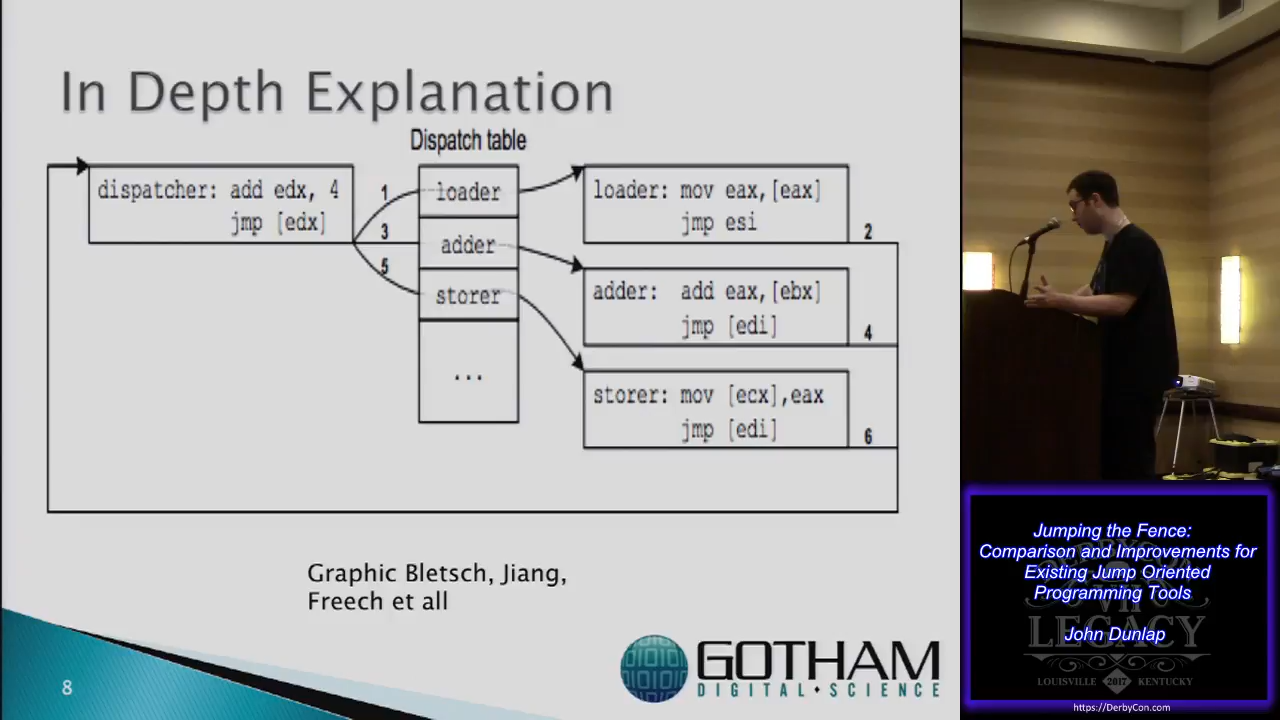 In Depth Explanation
Dispatch table
dispatcher: add edx, 4
jmp [edx]
1
3
5
loader
adder
storer
...
loader: mov eax,[eax]
jmp esi
2
adder: add eax,[ebx]
jmp [edi]
4
storer: mov [ecx],eax
jmp [edi]
6
Graphic Bletsch, Jiang,
Freech et all
8
GOTHAM
DIGITAL SCIENCE
Jumping the Fence:
Comparison and Improvements for
Existing Jump Oriented
Programming Tools
John Dunlap
DERBYCON
VII
LEGACY
LOUISVILLE 2017 KENTUCKY
https://DerbyCon.com